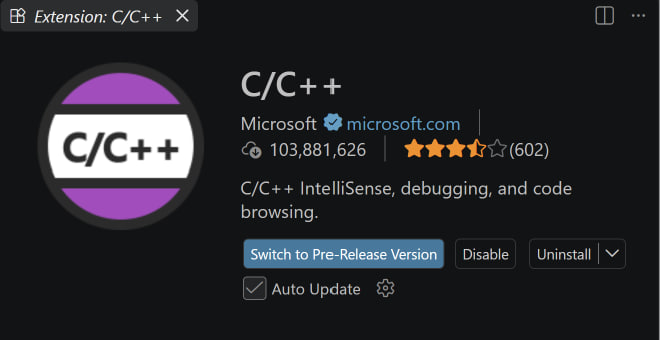 Extension: C/C++
C/C++
C/C++
Microsoft microsoft.com
103,881,626 (602)
C/C++ IntelliSense, debugging, and code
browsing.
Switch to Pre-Release Version Disable Uninstall
Auto Update